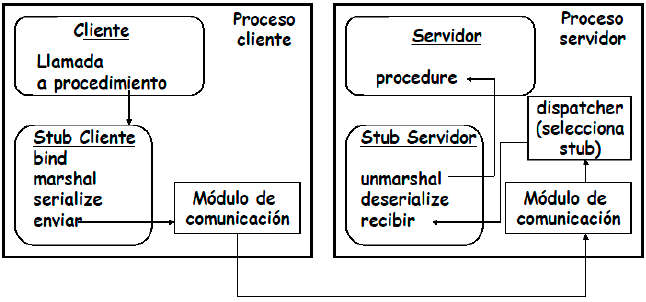 Proceso
cliente
Cliente
Llamada
a procedimiento
Stub Cliente
bind
marshal
serialize
enviar
Módulo de
comunicación
Proceso
servidor
Servidor
procedure
dispatcher
(selecciona
stub)
Stub Servidor
unmarshal
deserialize
recibir
Módulo de
comunicación